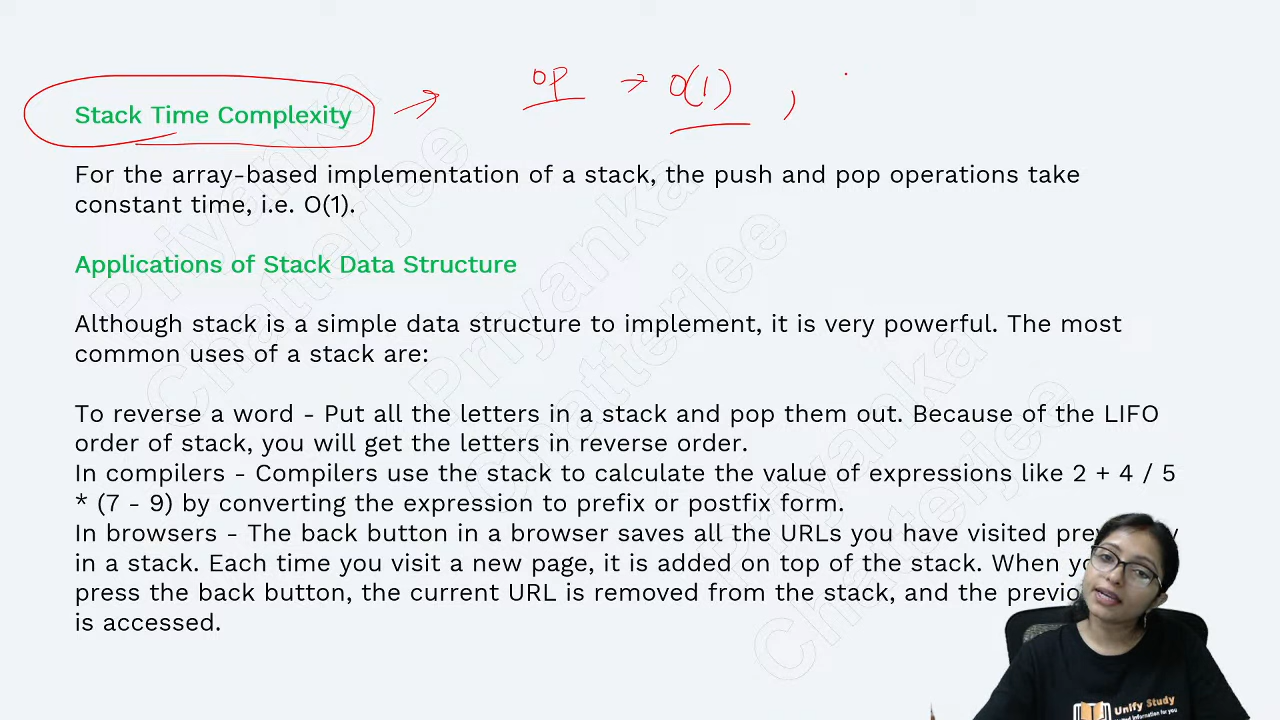 op → O(1) ,
Stack Time Complexity →
For the array-based implementation of a stack, the push and pop operations take
constant time, i.e. O(1).
Applications of Stack Data Structure
Although stack is a simple data structure to implement, it is very powerful. The most
common uses of a stack are:
To reverse a word - Put all the letters in a stack and pop them out. Because of the LIFO
order of stack, you will get the letters in reverse order.
In compilers - Compilers use the stack to calculate the value of expressions like 2 + 4 / 5
* (7 - 9) by converting the expression to prefix or postfix form.
In browsers - The back button in a browser saves all the URLs you have visited
in a stack. Each time you visit a new page, it is added on top of the stack. When
press the back button, the current URL is removed from the stack, and the
is accessed.
Priyanka
Chatterjee
Priyanka
Chatterjee
Priyanka
Chatterjee
Unify Study